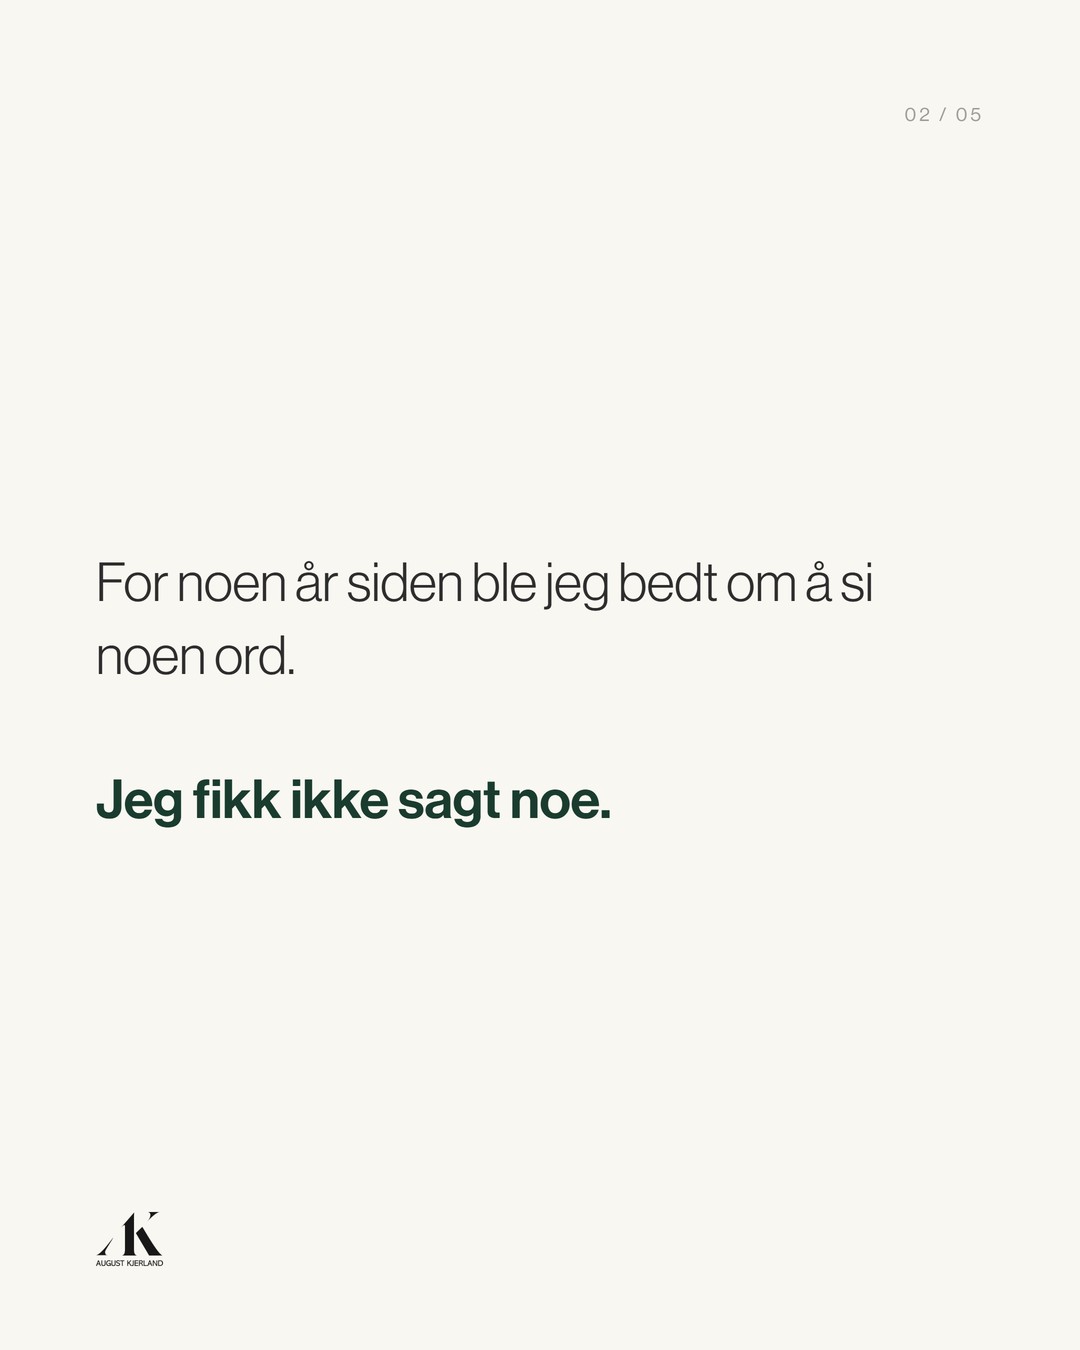 02 / 05
For noen år siden ble jeg bedt om å si
noen ord.
Jeg fikk ikke sagt noe.
AK
AUGUST KJERLAND